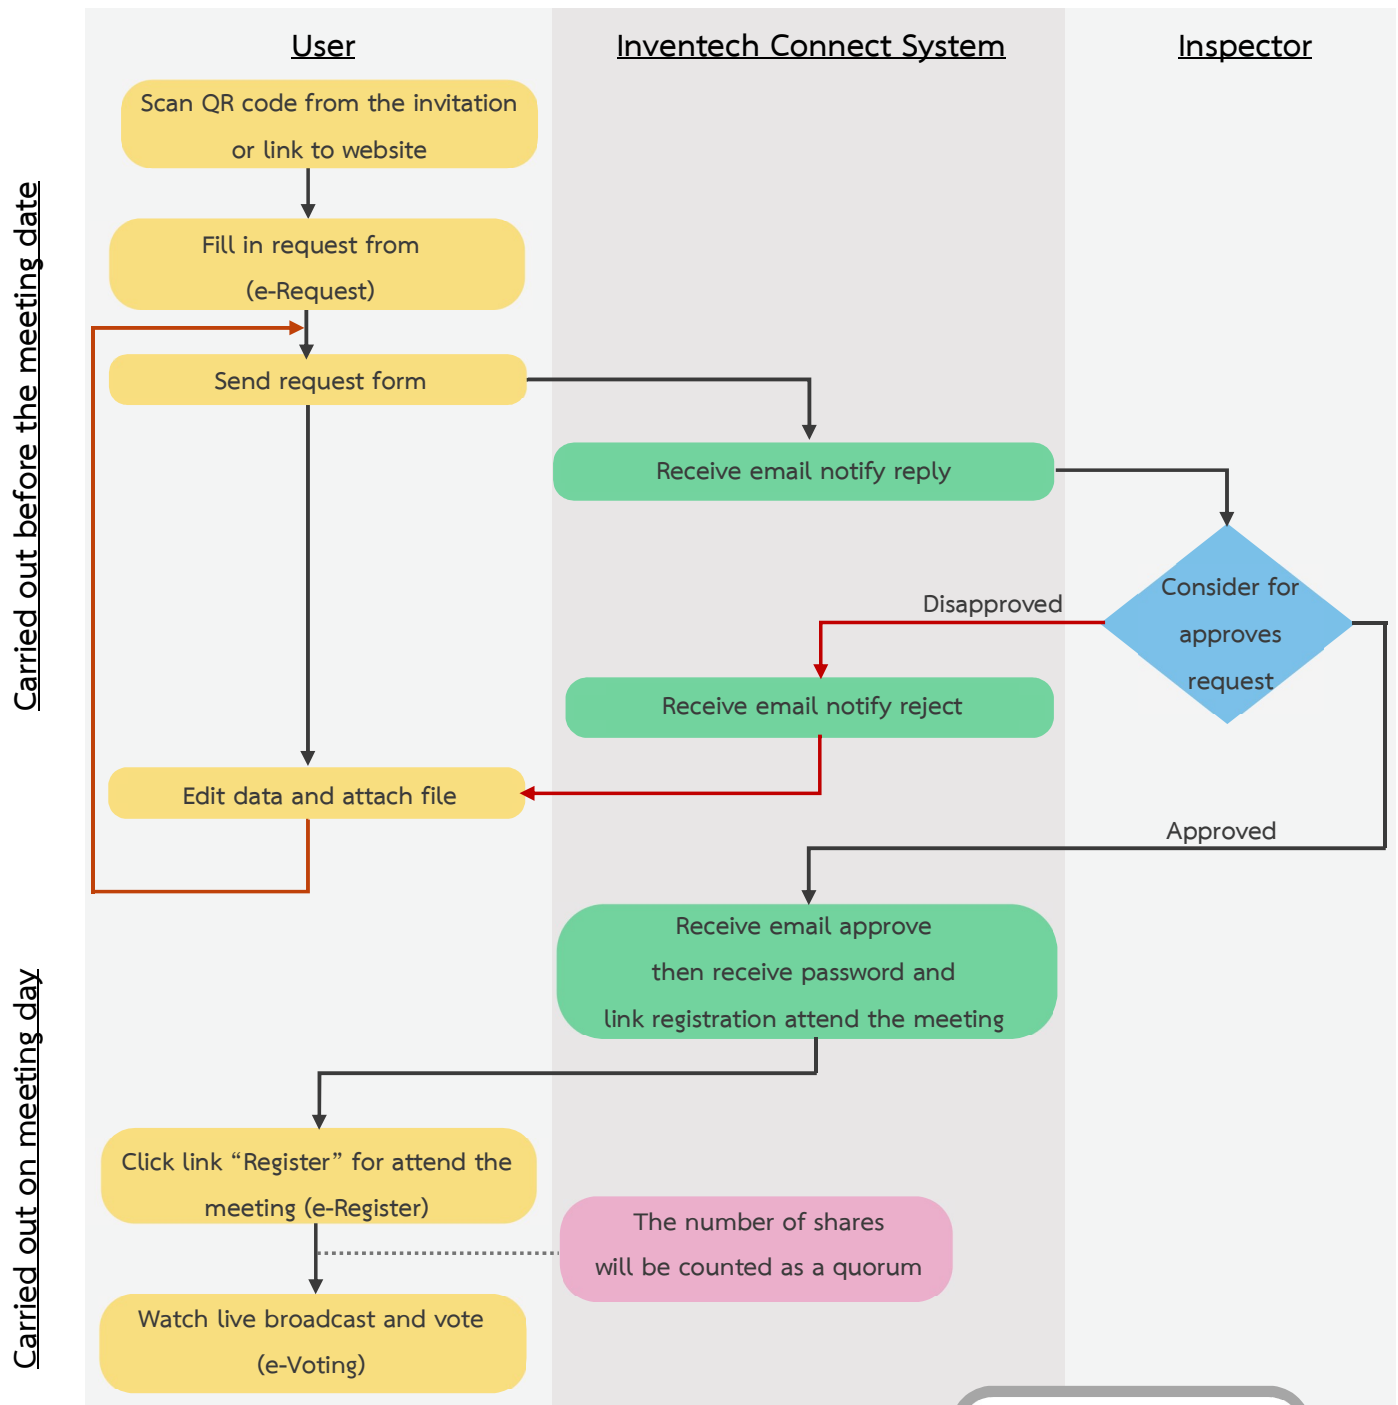 User
Inventech Connect System
Inspector
Carried out before the meeting date
Scan QR code from the invitation
or link to website
Fill in request from
(e-Request)
Send request form
Receive email notify reply
Consider for
approves
request
Disapproved
Receive email notify reject
Edit data and attach file
Approved
Carried out on meeting day
Receive email approve
then receive password and
link registration attend the meeting
Click link “Register” for attend the
meeting (e-Register)
The number of shares
will be counted as a quorum
Watch live broadcast and vote
(e-Voting)